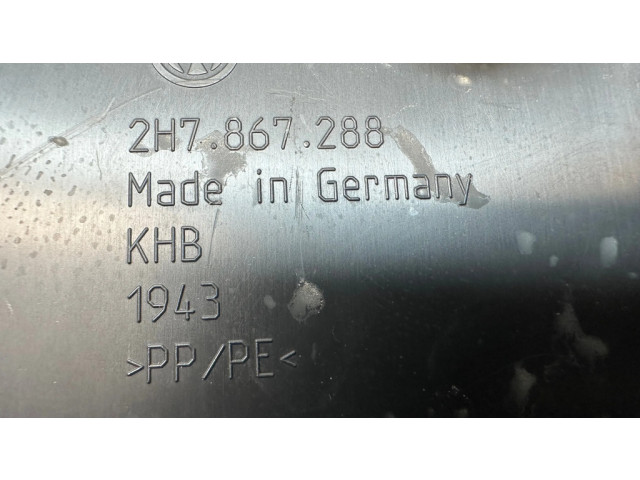 2H7.867.288
Made in Germany
KHB
1943
>PP/PE<